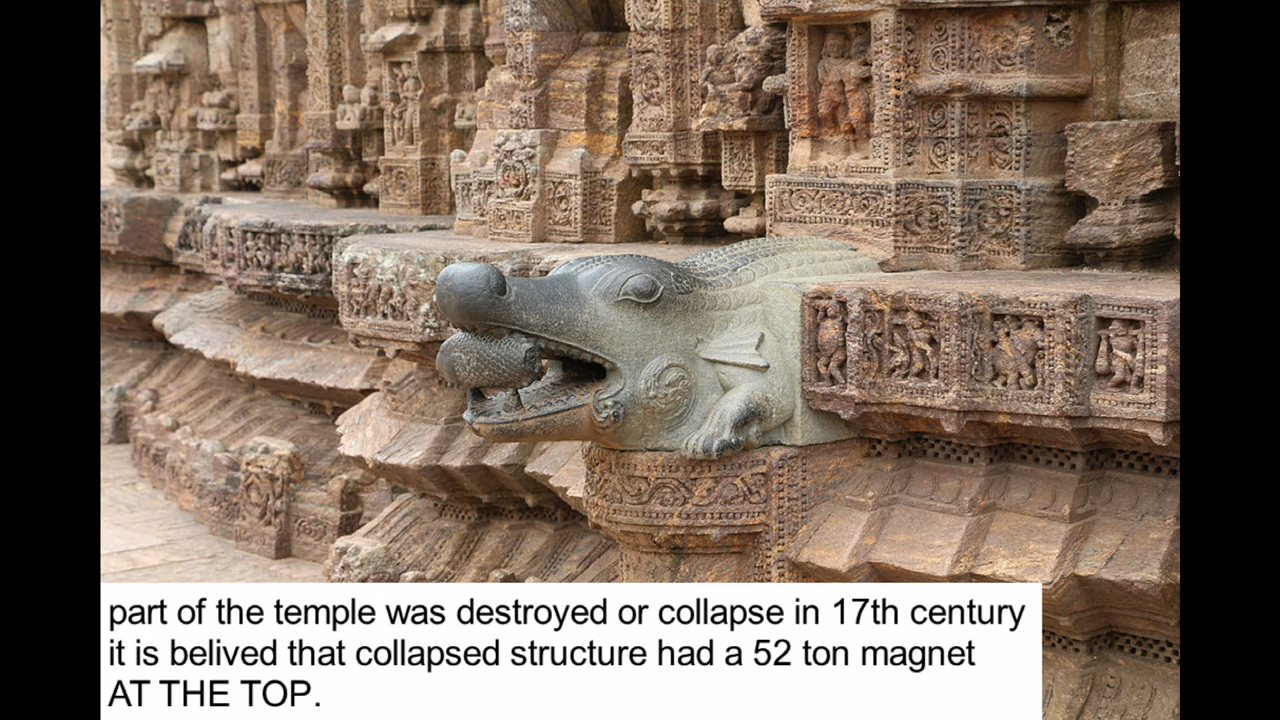 part of the temple was destroyed or collapse in 17th century
it is belived that collapsed structure had a 52 ton magnet
AT THE TOP.